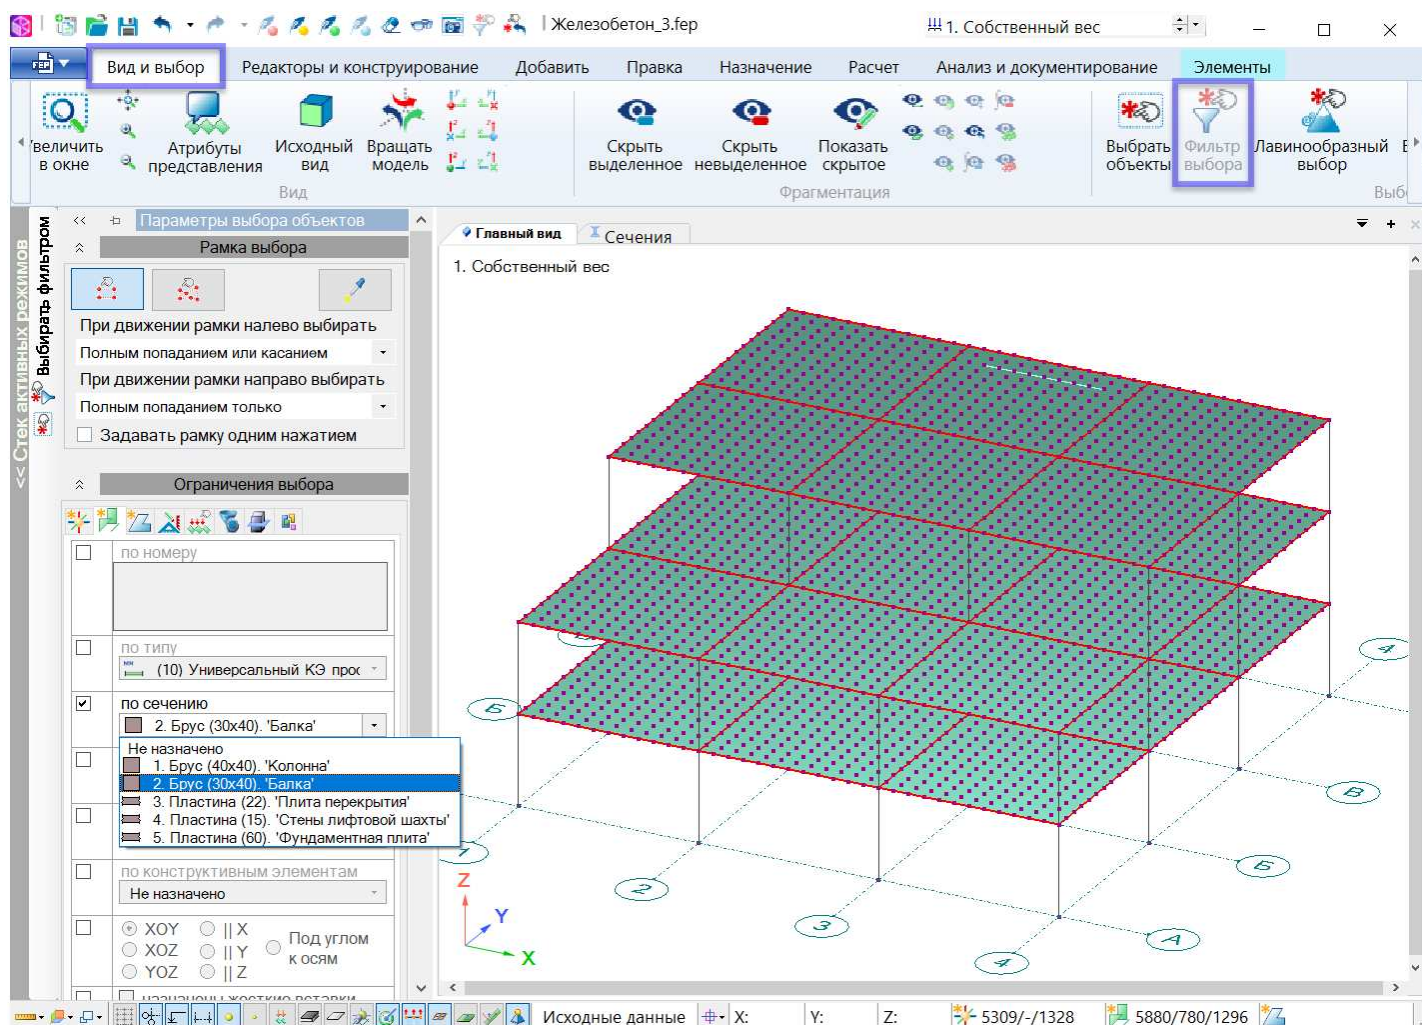 Железобетон_3.fep
1. Собственный вес
FEP
Вид и выбор
Редакторы и конструирование
Добавить
Правка
Назначение
Расчет
Анализ и документирование
Элементы
Увеличить
в окне
Атрибуты
представления
Исходный
вид
Вращать
модель
Скрыть
выделенное
Скрыть
невыделенное
Показать
скрытое
Выбрать
объекты
Фильтр
выбора
Лавинообразный
выбор
Вид
Фрагментация
Выбо
<< Стек активных режимов
Выбирать фильтром
<<
Параметры выбора объектов
Рамка выбора
При движении рамки налево выбирать
Полным попаданием или касанием
При движении рамки направо выбирать
Полным попаданием только
Задавать рамку одним нажатием
Ограничения выбора
по номеру
по типу
(10) Универсальный КЭ прос
по сечению
2. Брус (30x40). 'Балка'
Не назначено
1. Брус (40x40). 'Колонна'
2. Брус (30x40). 'Балка'
3. Пластина (22). 'Плита перекрытия'
4. Пластина (15). 'Стены лифтовой шахты'
5. Пластина (60). 'Фундаментная плита'
по конструктивным элементам
Не назначено
XOY
|| X
XOZ
|| Y
YOZ
|| Z
Под углом
к осям
назначены жесткие вставки
Главный вид
Сечения
1. Собственный вес
4
Б
В
1
Б
2
3
А
4
Z
Y
X
Исходные данные
X:
Y:
Z:
5309/-/1328
5880/780/1296